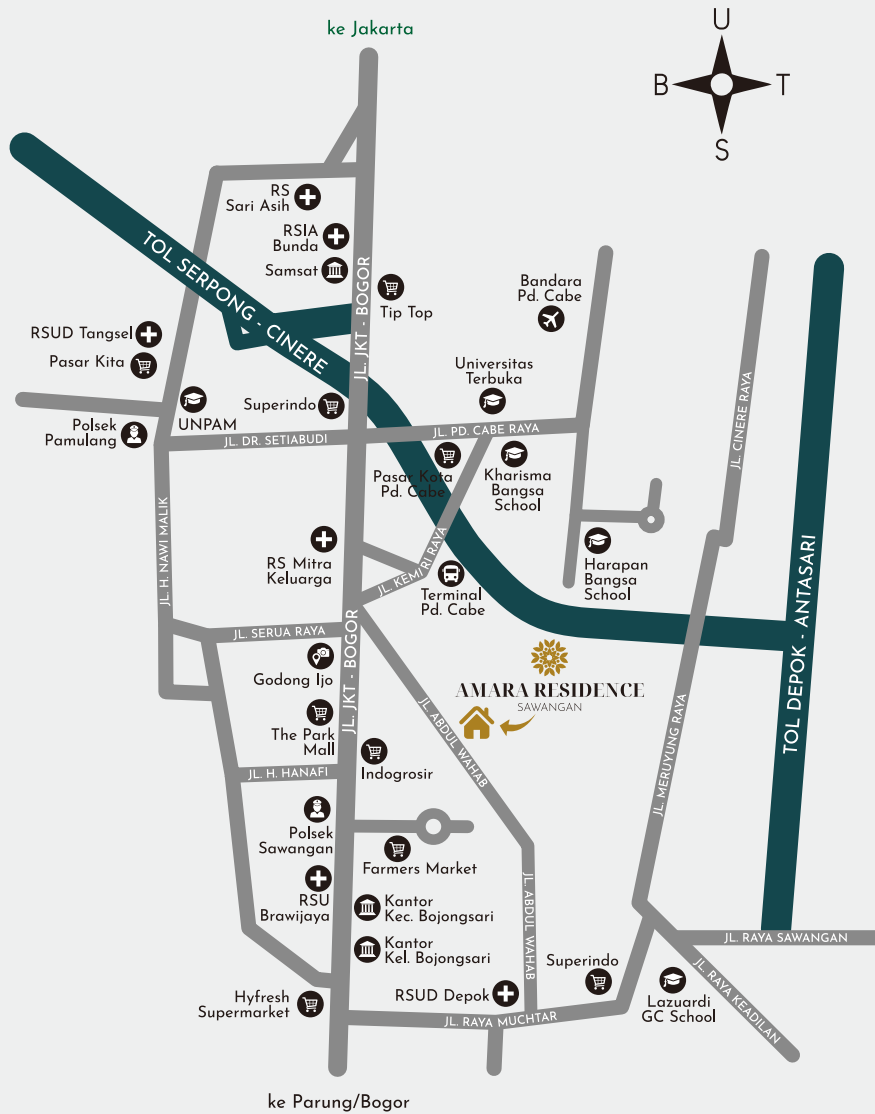 ke Jakarta
U
B
T
S
RS
Sari Asih
RSIA
Bunda
Samsat
Tip Top
Bandara
Pd. Cabe
TOL SERPONG - CINERE
JL. JKT - BOGOR
RSUD Tangsel
Pasar Kita
Universitas
Terbuka
Superindo
UNPAM
Polsek
Pamulang
JL. DR. SETIABUDI
JL. PD. CABE RAYA
JL. CINERE RAYA
Pasar Kota
Pd. Cabe
Kharisma
Bangsa
School
JL. H. NAWI MALIK
RS Mitra
Keluarga
JL. KEMIRI RAYA
Terminal
Pd. Cabe
Harapan
Bangsa
School
TOL DEPOK - ANTASARI
JL. SERUA RAYA
Godong Ijo
JL. JKT - BOGOR
AMARA RESIDENCE
SAWANGAN
JL. ABDUL WAHAB
JL. MERUYUNG RAYA
The Park
Mall
Indogrosir
JL. H. HANAFI
Polsek
Sawangan
Farmers Market
RSU
Brawijaya
Kantor
Kec. Bojongsari
JL. ABDUL WAHAB
Kantor
Kel. Bojongsari
JL. RAYA SAWANGAN
JL. RAYA KEADILAN
Superindo
RSUD Depok
Lazuardi
GC School
Hyfresh
Supermarket
JL. RAYA MUCHTAR
ke Parung/Bogor